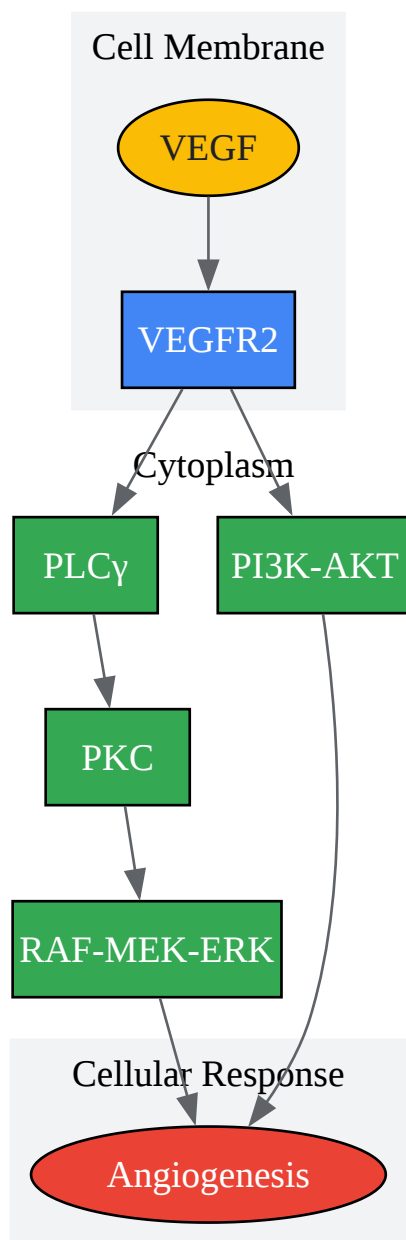 Cell Membrane
VEGF
VEGFR2
Cytoplasm
PLCγ
PI3K-AKT
PKC
RAF-MEK-ERK
Cellular Response
Angiogenesis